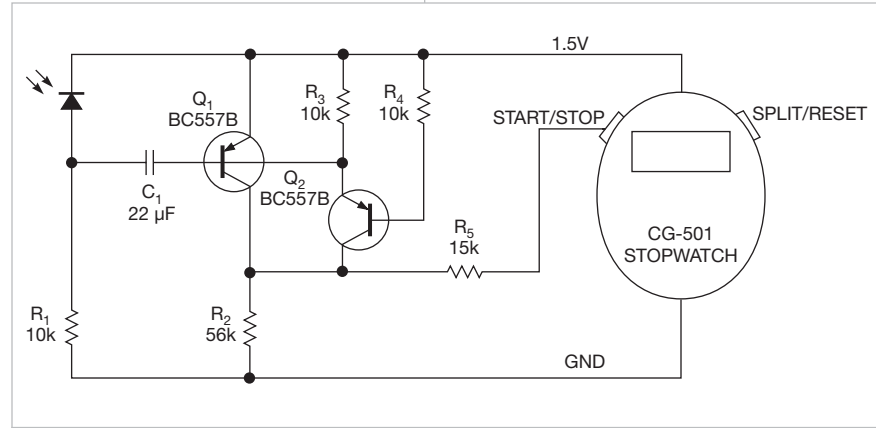 1.5V
Q1
BC557B
R3
10k
R4
10k
START/STOP
SPLIT/RESET
C1
22 µF
Q2
BC557B
R5
15k
CG-501
STOPWATCH
R1
10k
R2
56k
GND